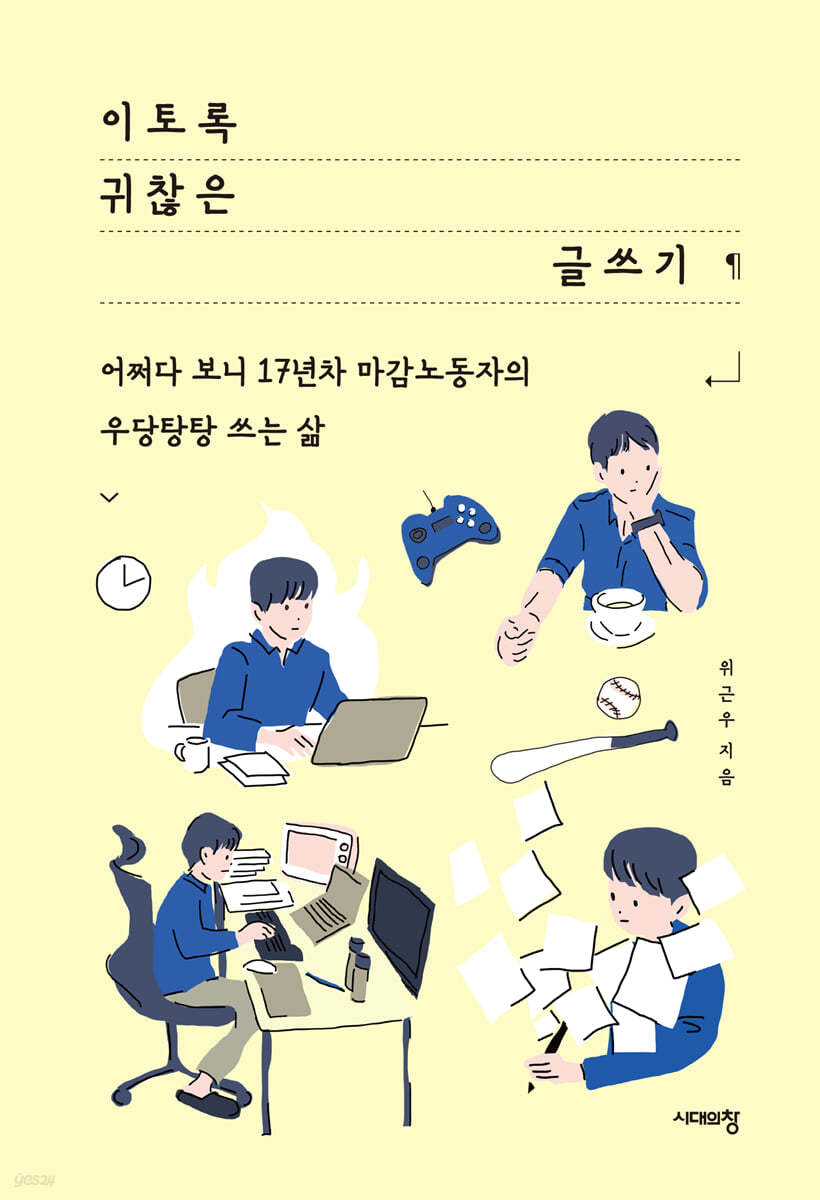 이토록
귀찮은
글쓰기 ¶
어쩌다 보니 17년차 마감노동자의
우당탕탕 쓰는 삶
위근우 지음
시대의창
yes24